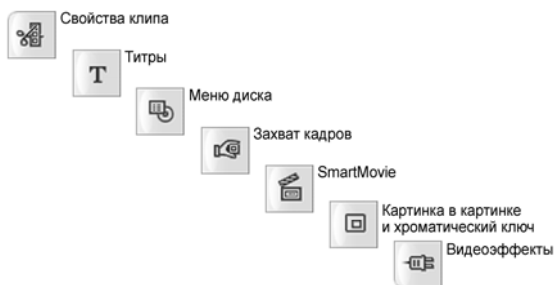 Свойства клипа
T
Титры
Меню диска
Захват кадров
SmartMovie
Картинка в картинке
и хроматический ключ
Видеоэффекты